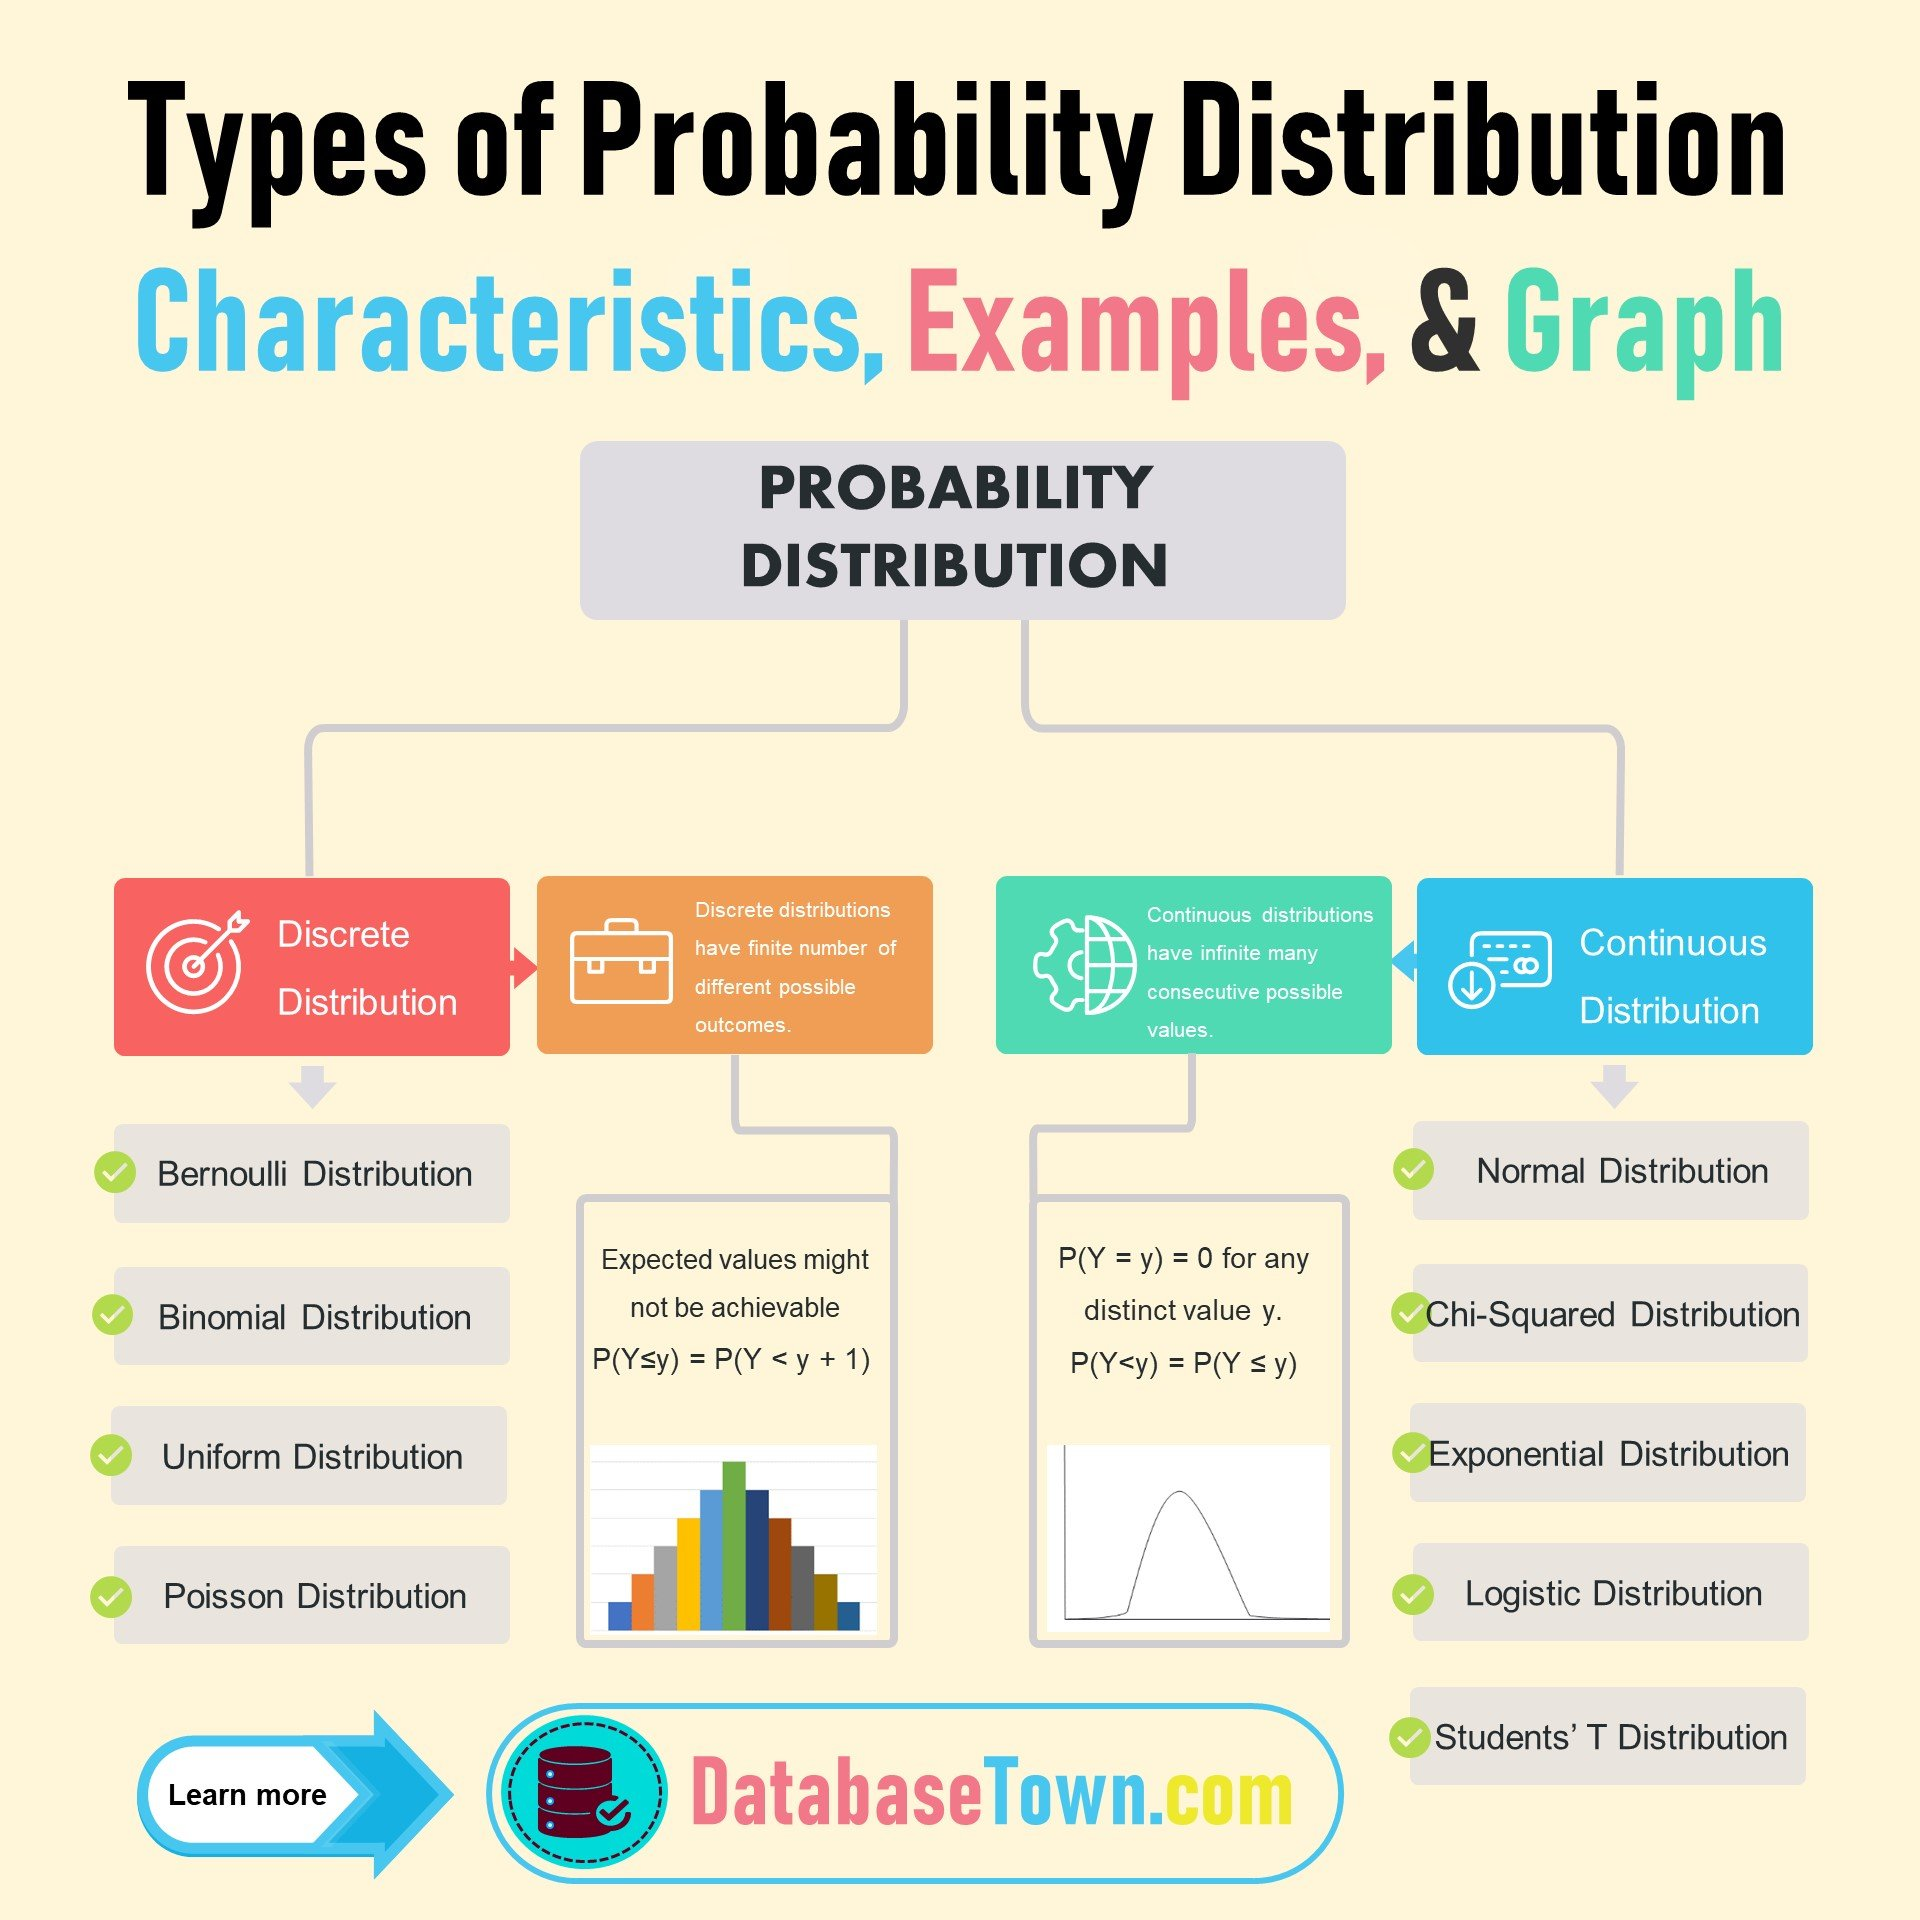 Types of Probability Distribution
Characteristics, Examples, & Graph
PROBABILITY
DISTRIBUTION
Discrete
Distribution
Discrete distributions
have finite number of
different possible
outcomes.
Continuous distributions
have infinite many
consecutive possible
values.
Continuous
Distribution
Bernoulli Distribution
Binomial Distribution
Uniform Distribution
Poisson Distribution
Expected values might
not be achievable
P(Y≤y) = P(Y < y + 1)
P(Y = y) = 0 for any
distinct value y.
P(Y<y) = P(Y ≤ y)
Normal Distribution
Chi-Squared Distribution
Exponential Distribution
Logistic Distribution
Students’ T Distribution
Learn more
DatabaseTown.com